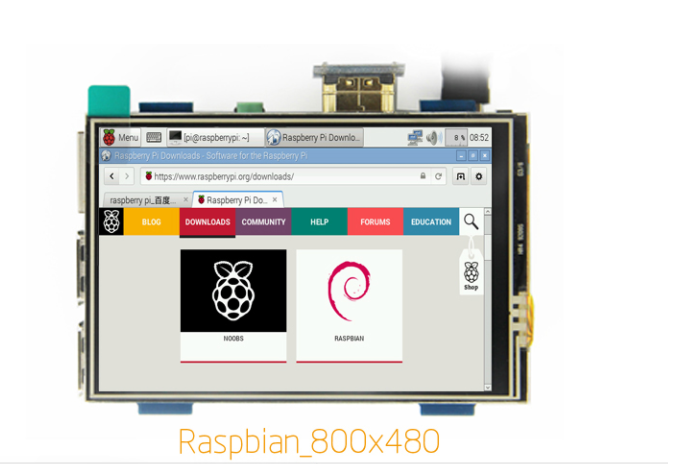 Menu [pi@raspberrypi: ~] Raspberry Pi Downlo... 8 % 08:52
Raspberry Pi Downloads - Software for the Raspberry Pi
https://www.raspberrypi.org/downloads/
raspberry pi_百度... × Raspberry Pi Do... ×
BLOG DOWNLOADS COMMUNITY HELP FORUMS EDUCATION
Shop
NOOBS RASPBIAN
Raspbian_800x480